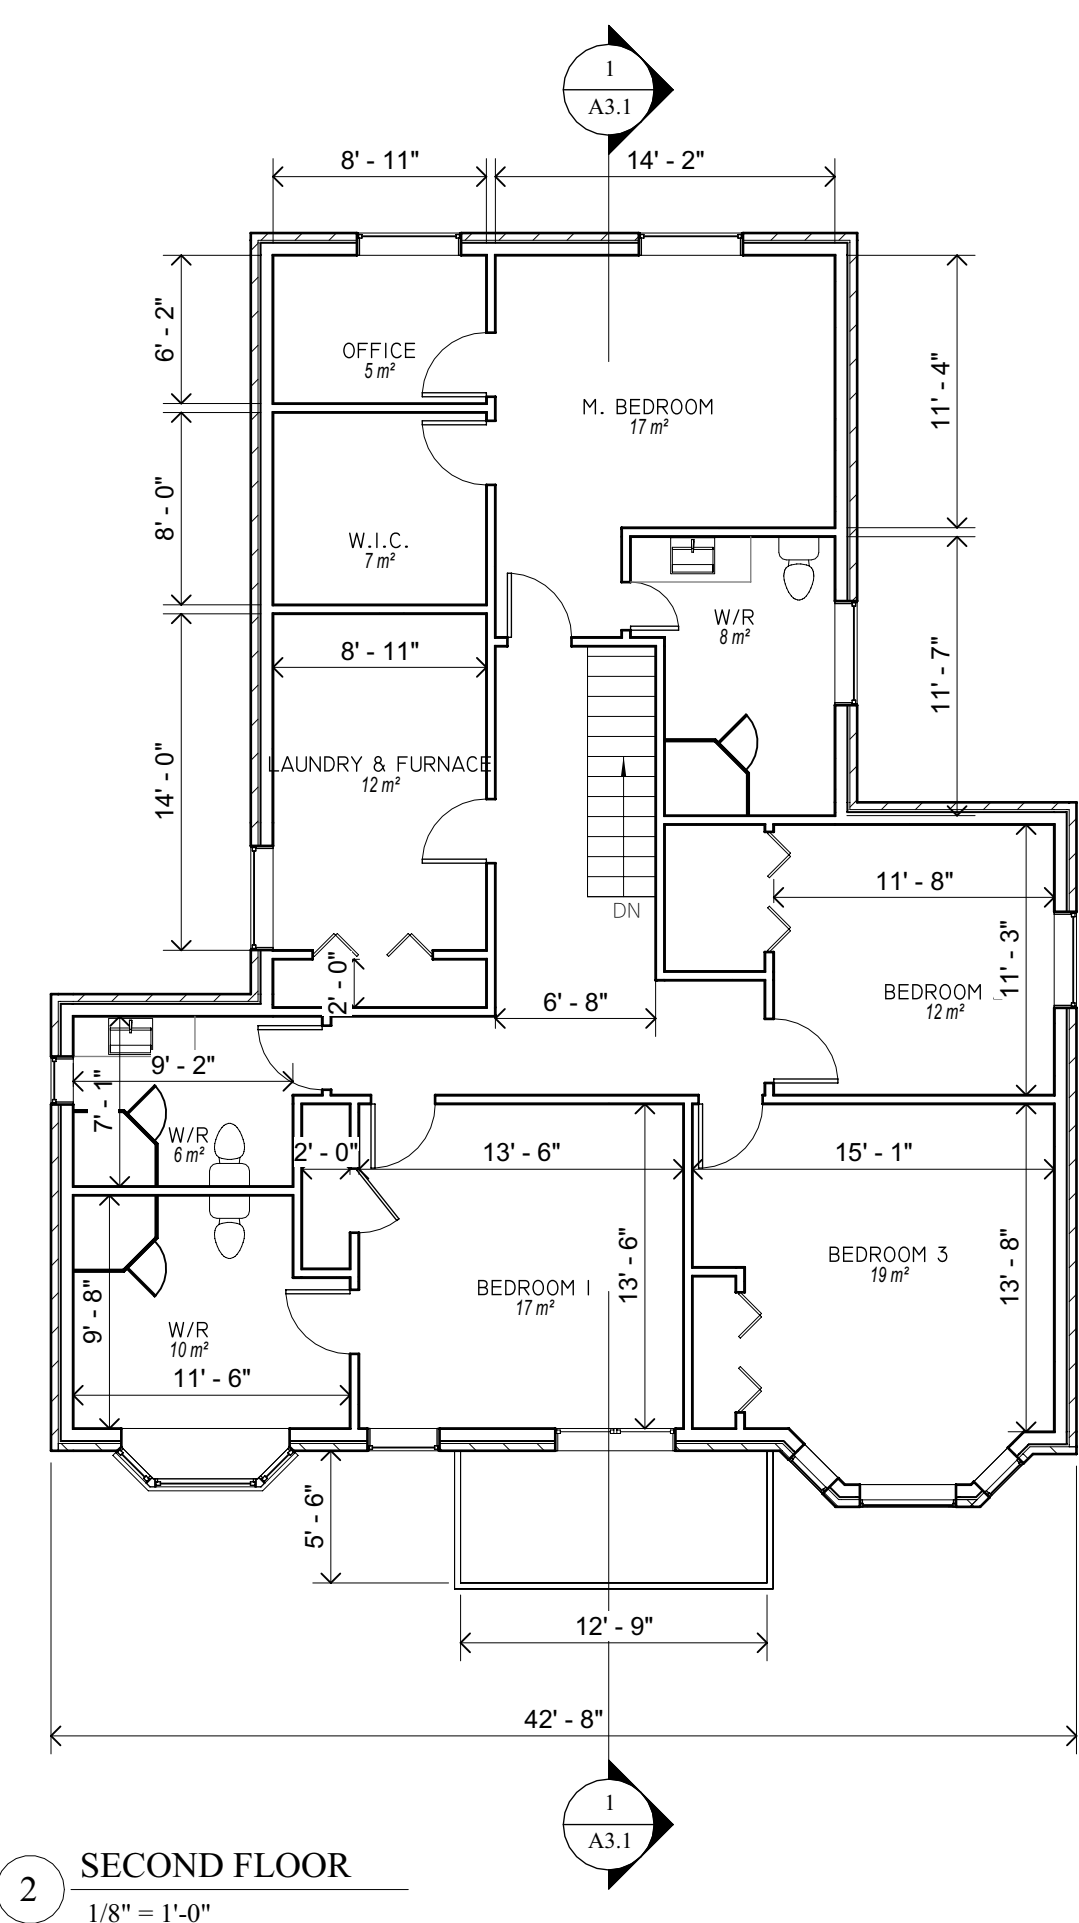 1
A3.1
8' - 11"
14' - 2"
6' - 2"
OFFICE
5 m²
11' - 4"
M. BEDROOM
17 m²
8' - 0"
W.I.C.
7 m²
W/R
8 m²
11' - 7"
8' - 11"
14' - 0"
LAUNDRY & FURNACE
12 m²
11' - 8"
DN
11' - 3"
2' - 0"
BEDROOM
12 m²
6' - 8"
9' - 2"
7' - 1"
W/R
6 m²
2' - 0"
13' - 6"
15' - 1"
BEDROOM 3
19 m²
13' - 6"
13' - 8"
BEDROOM 1
17 m²
9' - 8"
W/R
10 m²
11' - 6"
5' - 6"
12' - 9"
42' - 8"
1
A3.1
2
SECOND FLOOR
1/8" = 1'-0"